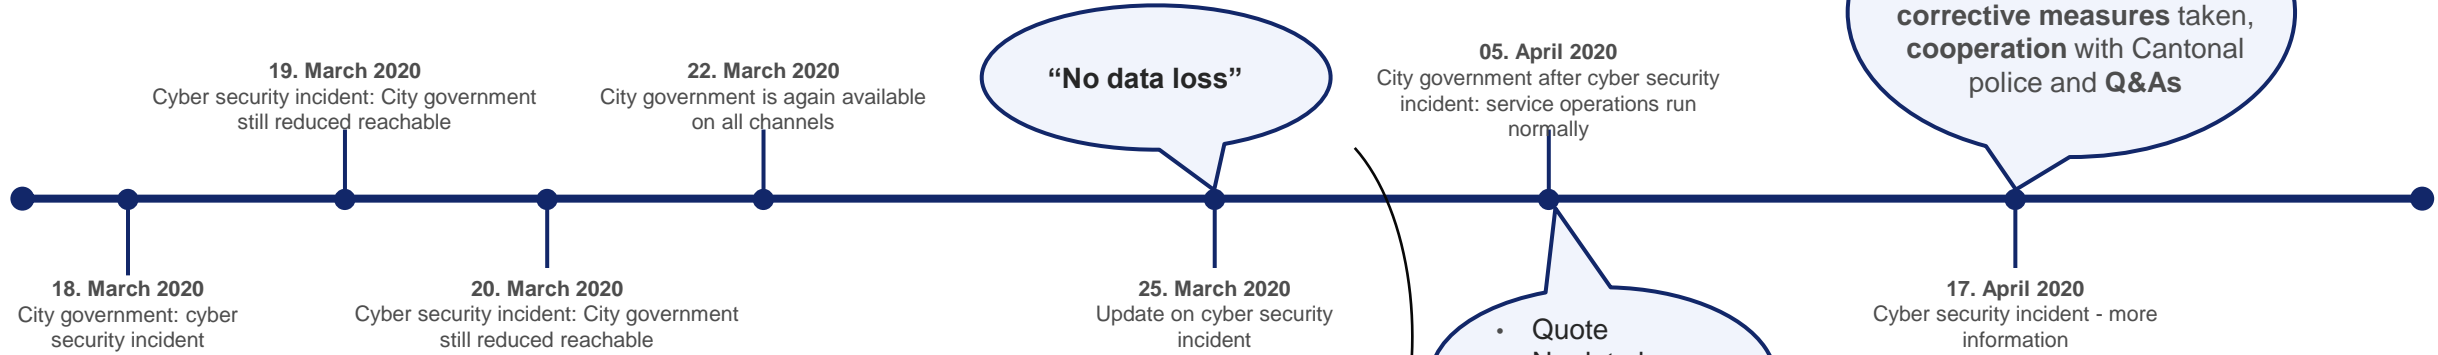 corrective measures taken,
cooperation with Cantonal
police and Q&As
19. March 2020
Cyber security incident: City government
still reduced reachable
22. March 2020
City government is again available
on all channels
“No data loss”
05. April 2020
City government after cyber security
incident: service operations run
normally
18. March 2020
City government: cyber
security incident
20. March 2020
Cyber security incident: City government
still reduced reachable
25. March 2020
Update on cyber security
incident
• Quote
17. April 2020
Cyber security incident - more
information